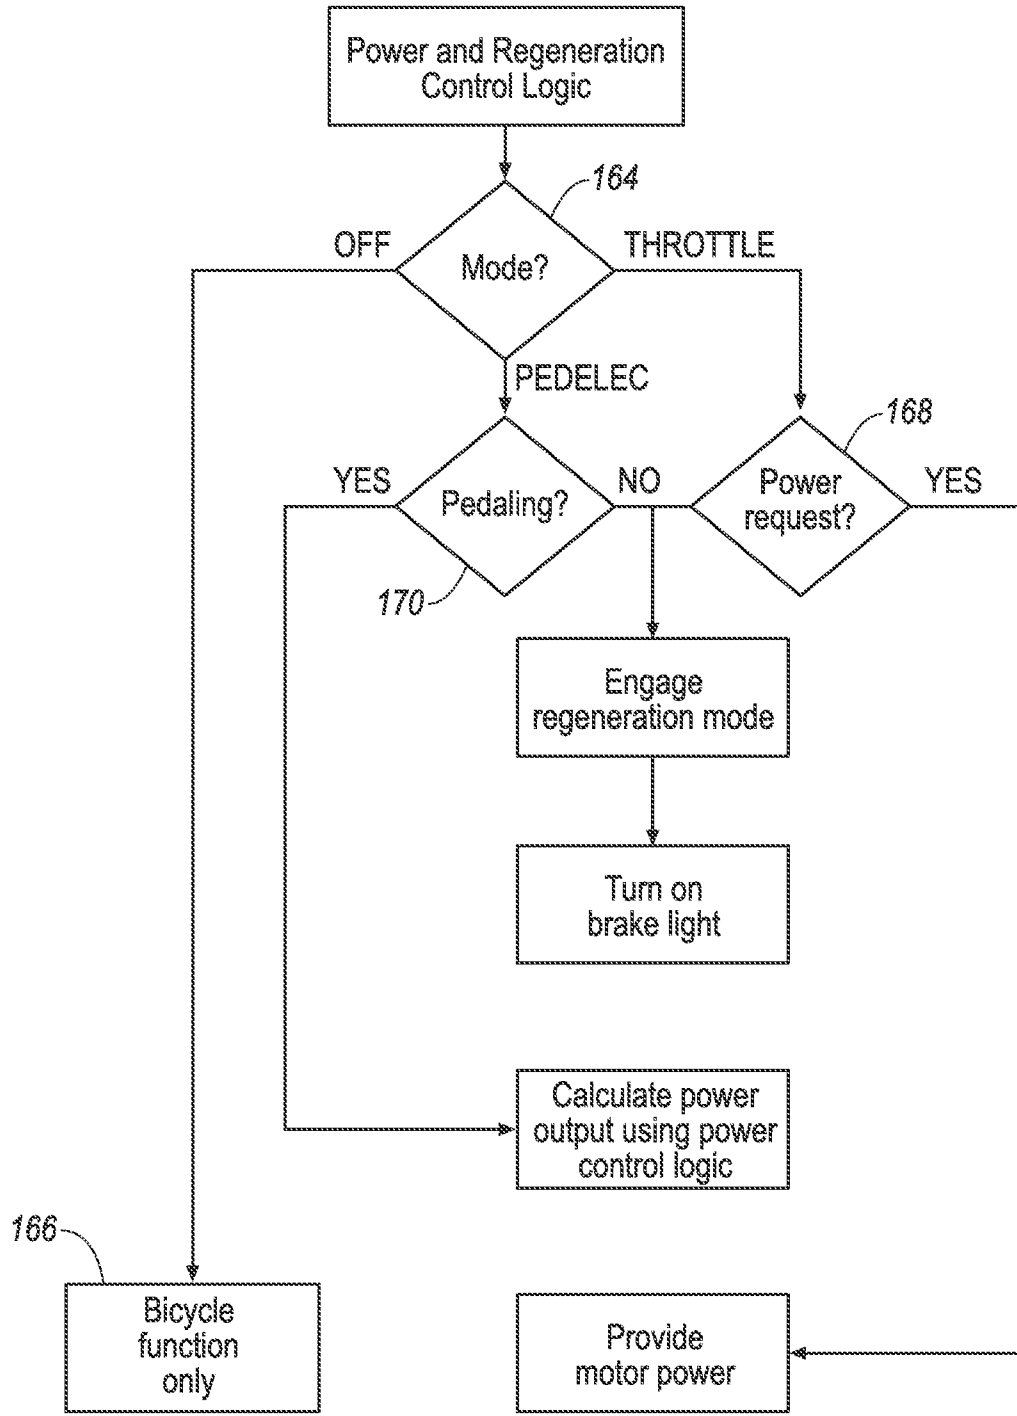 Power and Regeneration
Control Logic
164
OFF
Mode?
THROTTLE
PEDELEC
168
YES
Pedaling?
NO
Power
request?
YES
170
Engage
regeneration mode
Turn on
brake light
Calculate power
output using power
control logic
166
Bicycle
function
only
Provide
motor power